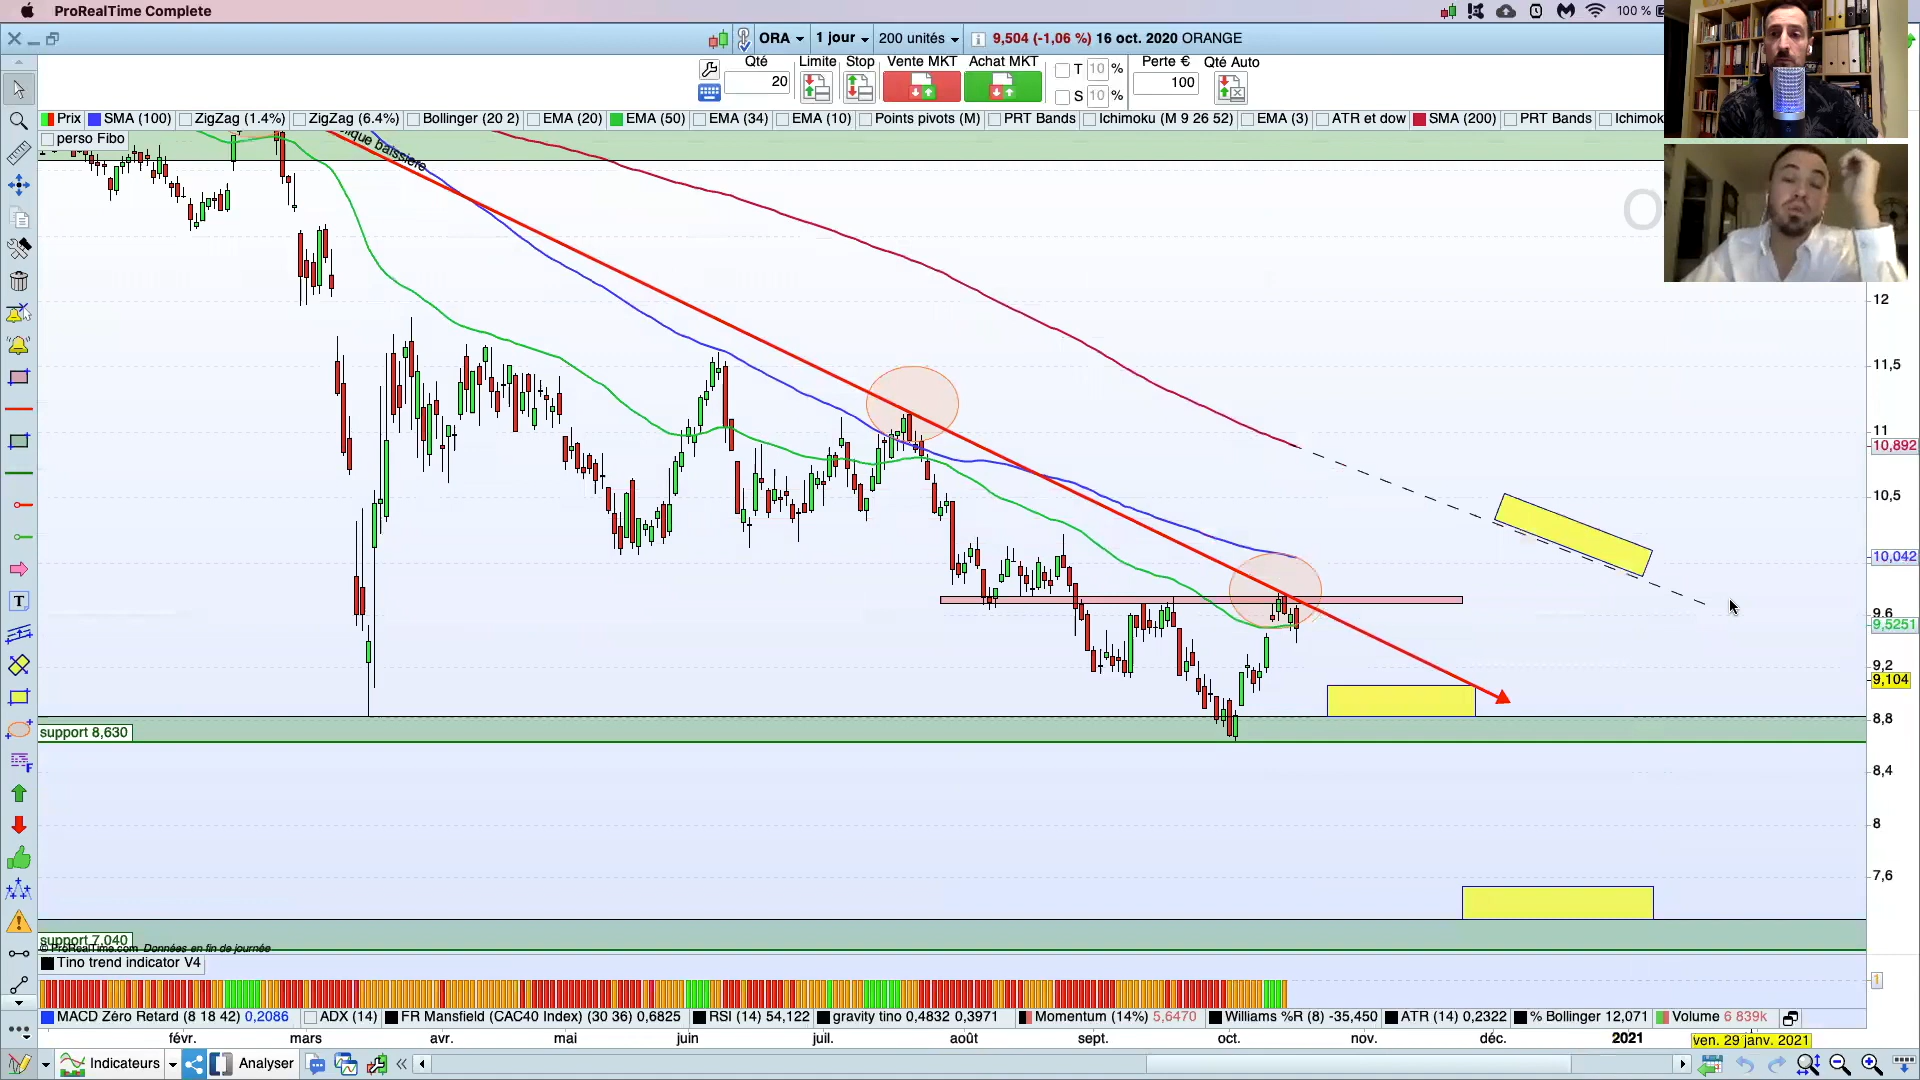 ProRealTime Complete
100 %
ORA 1 jour 200 unités 9,504 (-1,06 %) 16 oct. 2020 ORANGE
Qté Limite Stop Vente MKT Achat MKT T 10 % Perte € Qté Auto
20 S 10 % 100
Prix SMA (100) ZigZag (1.4%) ZigZag (6.4%) Bollinger (20 2) EMA (20) EMA (50) EMA (34) EMA (10) Points pivots (M) PRT Bands Ichimoku (M 9 26 52) EMA (3) ATR et dow SMA (200) PRT Bands Ichimok
perso Fibo
ique baissiere
O
12
11,5
11
10,892
10,5
10,042
9,6
9,5251
9,2
9,104
8,8
support 8,630
8,4
8
7,6
support 7,040
© ProRealTime.com Données en fin de journée
Tino trend indicator V4
1
MACD Zéro Retard (8 18 42) 0,2086 ADX (14) FR Mansfield (CAC40 Index) (30 36) 0,6825 RSI (14) 54,122 gravity tino 0,4832 0,3971 Momentum (14%) 5,6470 Williams %R (8) -35,450 ATR (14) 0,2322 % Bollinger 12,071 Volume 6 839k
févr. mars avr. mai juin juil. août sept. oct. nov. déc. 2021 ven. 29 janv. 2021
Indicateurs Analyser